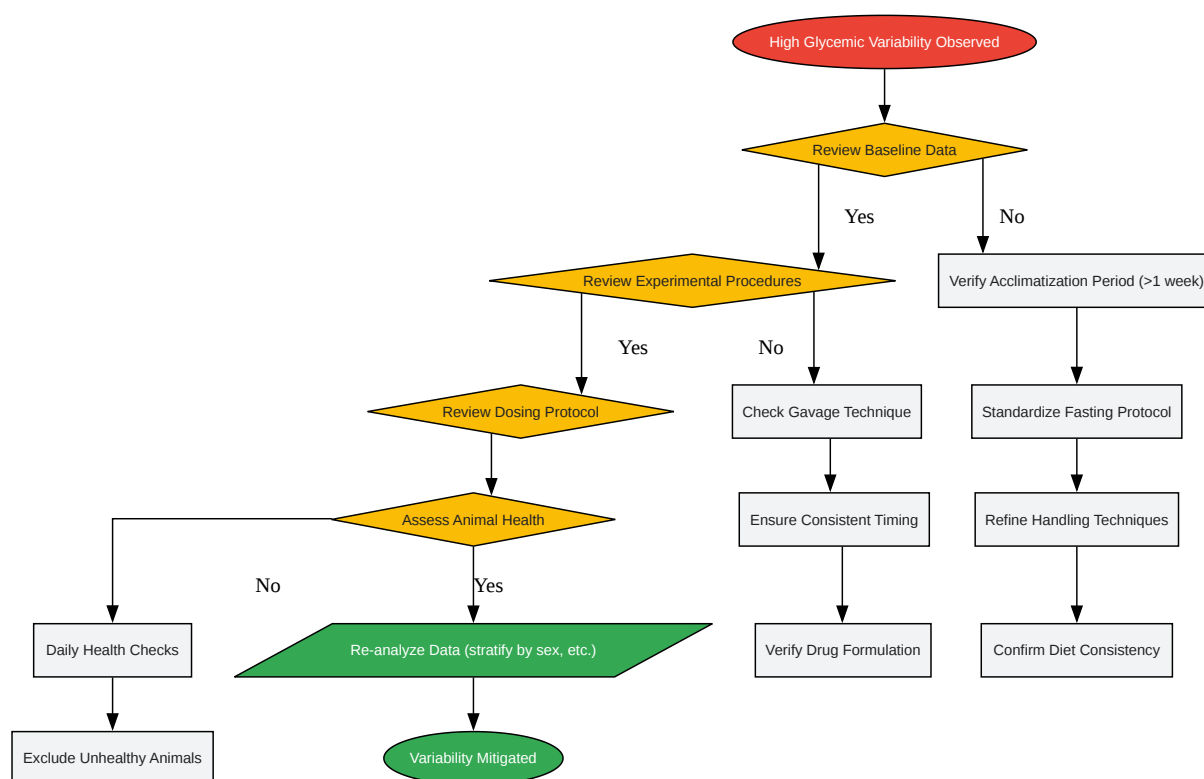 High Glycemic Variability Observed
Review Baseline Data
Yes
No
Review Experimental Procedures
Verify Acclimatization Period (>1 week)
Yes
No
Review Dosing Protocol
Check Gavage Technique
Standardize Fasting Protocol
Assess Animal Health
Ensure Consistent Timing
Refine Handling Techniques
No
Yes
Daily Health Checks
Re-analyze Data (stratify by sex, etc.)
Verify Drug Formulation
Confirm Diet Consistency
Exclude Unhealthy Animals
Variability Mitigated